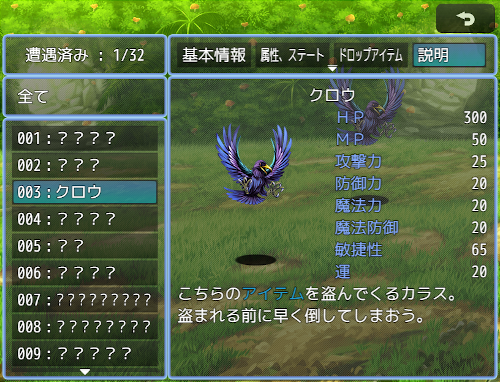 遭遇済み : 1/32
基本情報 属性、ステート ドロップアイテム 説明
全て
001:？？？？
002:？？？
003:クロウ
004:？？？？
005:？？
006:？？？？
007:?????????
008:????????
009:？？？？？
クロウ
ＨＰ 300
ＭＰ 50
攻撃力 25
防御力 20
魔法力 20
魔法防御 20
敏捷性 65
運 20
こちらのアイテムを盗んでくるカラス。
盗まれる前に早く倒してしまおう。